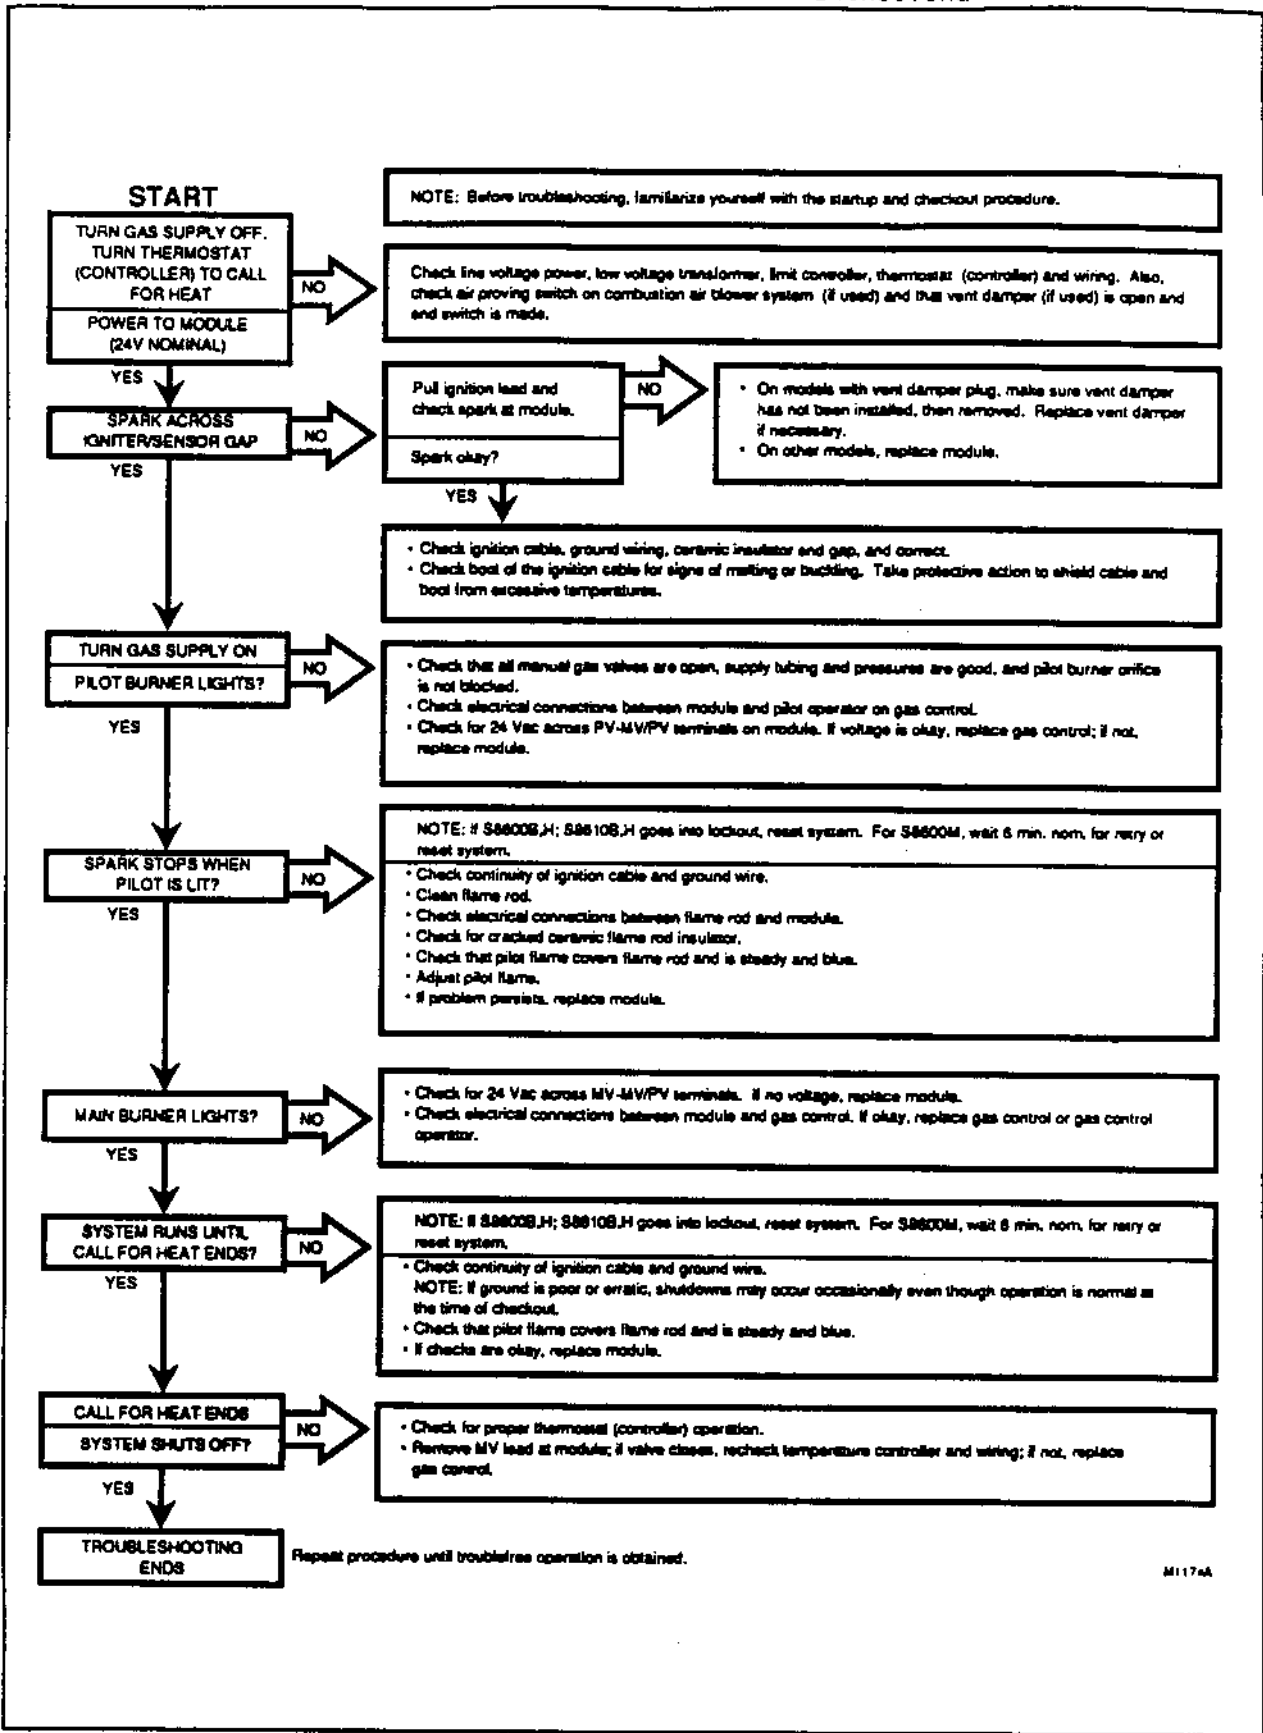 START
NOTE: Before troubleshooting, familiarize yourself with the startup and checkout procedure.
TURN GAS SUPPLY OFF.
TURN THERMOSTAT
(CONTROLLER) TO CALL
FOR HEAT
POWER TO MODULE
(24V NOMINAL)
NO
Check line voltage power, low voltage transformer, limit controller, thermostat (controller) and wiring. Also,
check air proving switch on combustion air blower system (if used) and that vent damper (if used) is open and
end switch is made.
YES
SPARK ACROSS
IGNITER/SENSOR GAP
NO
Pull ignition lead and
check spark at module.
Spark okay?
NO
• On models with vent damper plug, make sure vent damper
has not been installed, then removed. Replace vent damper
if necessary.
• On other models, replace module.
YES
YES
• Check ignition cable, ground wiring, ceramic insulator and gap, and correct.
• Check boot of the ignition cable for signs of melting or buckling. Take protective action to shield cable and
boot from excessive temperatures.
TURN GAS SUPPLY ON
PILOT BURNER LIGHTS?
NO
• Check that all manual gas valves are open, supply tubing and pressures are good, and pilot burner orifice
is not blocked.
• Check electrical connections between module and pilot operator on gas control.
• Check for 24 Vac across PV-MV/PV terminals on module. If voltage is okay, replace gas control; if not,
replace module.
YES
SPARK STOPS WHEN
PILOT IS LIT?
NO
NOTE: If S8600B,H; S8610B,H goes into lockout, reset system. For S8600M, wait 6 min. nom. for retry or
reset system.
• Check continuity of ignition cable and ground wire.
• Clean flame rod.
• Check electrical connections between flame rod and module.
• Check for cracked ceramic flame rod insulator.
• Check that pilot flame covers flame rod and is steady and blue.
• Adjust pilot flame.
• If problem persists, replace module.
YES
MAIN BURNER LIGHTS?
NO
• Check for 24 Vac across MV-MV/PV terminals. If no voltage, replace module.
• Check electrical connections between module and gas control. If okay, replace gas control or gas control
operator.
YES
SYSTEM RUNS UNTIL
CALL FOR HEAT ENDS?
NO
NOTE: If S8600B,H; S8610B,H goes into lockout, reset system. For S8600M, wait 6 min. nom. for retry or
reset system.
• Check continuity of ignition cable and ground wire.
NOTE: If ground is poor or erratic, shutdowns may occur occasionally even though operation is normal at
the time of checkout.
• Check that pilot flame covers flame rod and is steady and blue.
• If checks are okay, replace module.
YES
CALL FOR HEAT ENDS
SYSTEM SHUTS OFF?
NO
• Check for proper thermostat (controller) operation.
• Remove MV lead at module; if valve closes, recheck temperature controller and wiring; if not, replace
gas control.
YES
TROUBLESHOOTING
ENDS
Repeat procedure until troublefree operation is obtained.